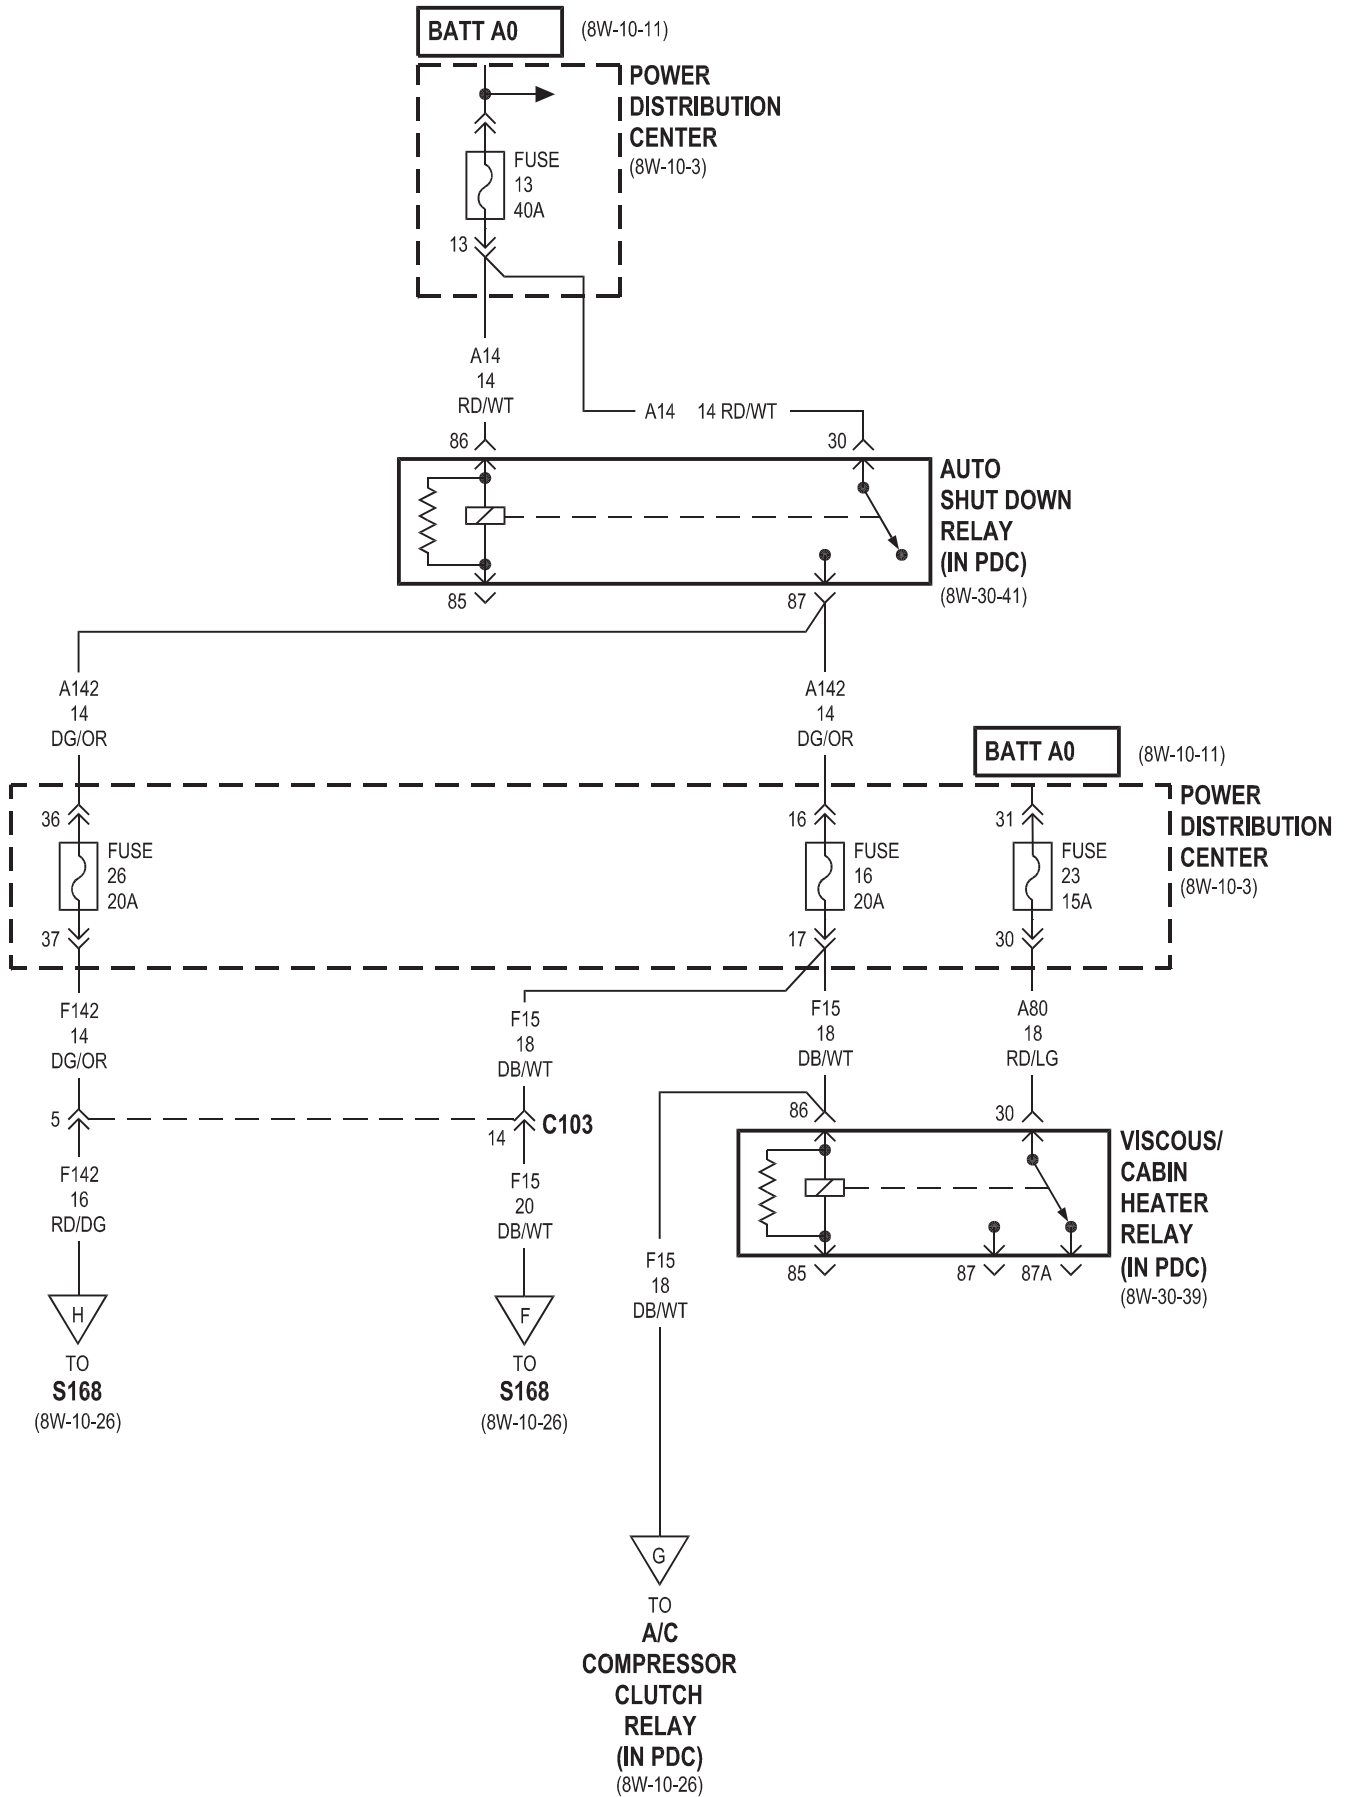 BATT A0
(8W-10-11)
POWER
DISTRIBUTION
CENTER
(8W-10-3)
FUSE
13
40A
13
A14
14
RD/WT
A14 14 RD/WT
86
30
AUTO
SHUT DOWN
RELAY
(IN PDC)
(8W-30-41)
85
87
A142
14
DG/OR
A142
14
DG/OR
BATT A0
(8W-10-11)
POWER
DISTRIBUTION
CENTER
(8W-10-3)
36
FUSE
26
20A
37
16
FUSE
16
20A
17
31
FUSE
23
15A
30
F142
14
DG/OR
F15
18
DB/WT
F15
18
DB/WT
A80
18
RD/LG
5
14
C103
86
30
VISCOUS/
CABIN
HEATER
RELAY
(IN PDC)
(8W-30-39)
85
87
87A
F142
16
RD/DG
F15
20
DB/WT
F15
18
DB/WT
H
TO
S168
(8W-10-26)
F
TO
S168
(8W-10-26)
G
TO
A/C
COMPRESSOR
CLUTCH
RELAY
(IN PDC)
(8W-10-26)